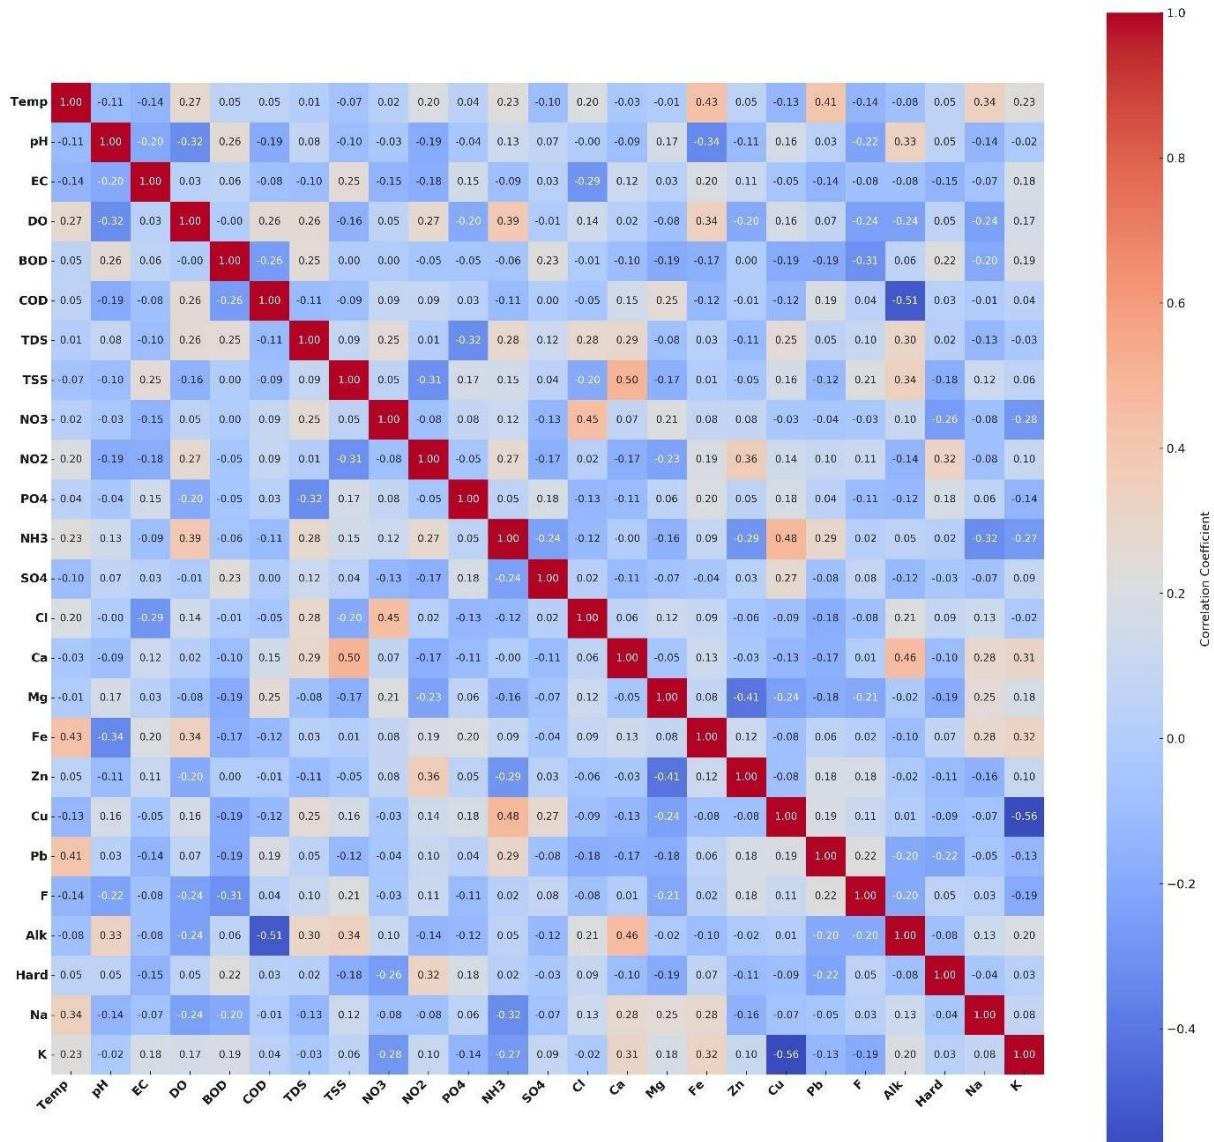 1.0
Temp 1.00 -0.11 -0.14 0.27 0.05 0.05 0.01 -0.07 0.02 0.20 0.04 0.23 -0.10 0.20 -0.03 -0.01 0.43 0.05 -0.13 0.41 -0.14 -0.08 0.05 0.34 0.23
pH -0.11 1.00 -0.20 -0.32 0.26 -0.19 0.08 -0.10 -0.03 -0.19 -0.04 0.13 0.07 -0.00 -0.09 0.17 -0.34 -0.11 0.16 0.03 -0.22 0.33 0.05 -0.14 -0.02
0.8
EC -0.14 -0.20 1.00 0.03 0.06 -0.08 -0.10 0.25 -0.15 -0.18 0.15 -0.09 0.03 -0.29 0.12 0.03 0.20 0.11 -0.05 -0.14 -0.08 -0.08 -0.15 -0.07 0.18
DO 0.27 -0.32 0.03 1.00 -0.00 0.26 0.26 -0.16 0.05 0.27 -0.20 0.39 -0.01 0.14 0.02 -0.08 0.34 -0.20 0.16 0.07 -0.24 -0.24 0.05 -0.24 0.17
BOD 0.05 0.26 0.06 -0.00 1.00 -0.26 0.25 0.00 0.00 -0.05 -0.05 -0.06 0.23 -0.01 -0.10 -0.19 -0.17 0.00 -0.19 -0.19 -0.31 0.06 0.22 -0.20 0.19
COD 0.05 -0.19 -0.08 0.26 -0.26 1.00 -0.11 -0.09 0.09 0.09 0.03 -0.11 0.00 -0.05 0.15 0.25 -0.12 -0.01 -0.12 0.19 0.04 -0.51 0.03 -0.01 0.04
0.6
TDS 0.01 0.08 -0.10 0.26 0.25 -0.11 1.00 0.09 0.25 0.01 -0.32 0.28 0.12 0.28 0.29 -0.08 0.03 -0.11 0.25 0.05 0.10 0.30 0.02 -0.13 -0.03
TSS -0.07 -0.10 0.25 -0.16 0.00 -0.09 0.09 1.00 0.05 -0.31 0.17 0.15 0.04 -0.20 0.50 -0.17 0.01 -0.05 0.16 -0.12 0.21 0.34 -0.18 0.12 0.06
NO3 0.02 -0.03 -0.15 0.05 0.00 0.09 0.25 0.05 1.00 -0.08 0.08 0.12 -0.13 0.45 0.07 0.21 0.08 0.08 -0.03 -0.04 -0.03 0.10 -0.26 -0.08 -0.28
0.4
NO2 0.20 -0.19 -0.18 0.27 -0.05 0.09 0.01 -0.31 -0.08 1.00 -0.05 0.27 -0.17 0.02 -0.17 -0.23 0.19 0.36 0.14 0.10 0.11 -0.14 0.32 -0.08 0.10
PO4 0.04 -0.04 0.15 -0.20 -0.05 0.03 -0.32 0.17 0.08 -0.05 1.00 0.05 0.18 -0.13 -0.11 0.06 0.20 0.05 0.18 0.04 -0.11 -0.12 0.18 0.06 -0.14
NH3 0.23 0.13 -0.09 0.39 -0.06 -0.11 0.28 0.15 0.12 0.27 0.05 1.00 -0.24 -0.12 -0.00 -0.16 0.09 -0.29 0.48 0.29 0.02 0.05 0.02 -0.32 -0.27
Correlation Coefficient
SO4 -0.10 0.07 0.03 -0.01 0.23 0.00 0.12 0.04 -0.13 -0.17 0.18 -0.24 1.00 0.02 -0.11 -0.07 -0.04 0.03 0.27 -0.08 0.08 -0.12 -0.03 -0.07 0.09
0.2
Cl 0.20 -0.00 -0.29 0.14 -0.01 -0.05 0.28 -0.20 0.45 0.02 -0.13 -0.12 0.02 1.00 0.06 0.12 0.09 -0.06 -0.09 -0.18 -0.08 0.21 0.09 0.13 -0.02
Ca -0.03 -0.09 0.12 0.02 -0.10 0.15 0.29 0.50 0.07 -0.17 -0.11 -0.00 -0.11 0.06 1.00 -0.05 0.13 -0.03 -0.13 -0.17 0.01 0.46 -0.10 0.28 0.31
Mg -0.01 0.17 0.03 -0.08 -0.19 0.25 -0.08 -0.17 0.21 -0.23 0.06 -0.16 -0.07 0.12 -0.05 1.00 0.08 -0.41 -0.24 -0.18 -0.21 -0.02 -0.19 0.25 0.18
Fe 0.43 -0.34 0.20 0.34 -0.17 -0.12 0.03 0.01 0.08 0.19 0.20 0.09 -0.04 0.09 0.13 0.08 1.00 0.12 -0.08 0.06 0.02 -0.10 0.07 0.28 0.32
0.0
Zn 0.05 -0.11 0.11 -0.20 0.00 -0.01 -0.11 -0.05 0.08 0.36 0.05 -0.29 0.03 -0.06 -0.03 -0.41 0.12 1.00 -0.08 0.18 0.18 -0.02 -0.11 -0.16 0.10
Cu -0.13 0.16 -0.05 0.16 -0.19 -0.12 0.25 0.16 -0.03 0.14 0.18 0.48 0.27 -0.09 -0.13 -0.24 -0.08 -0.08 1.00 0.19 0.11 0.01 -0.09 -0.07 -0.56
Pb 0.41 0.03 -0.14 0.07 -0.19 0.19 0.05 -0.12 -0.04 0.10 0.04 0.29 -0.08 -0.18 -0.17 -0.18 0.06 0.18 0.19 1.00 0.22 -0.20 -0.22 -0.05 -0.13
F -0.14 -0.22 -0.08 -0.24 -0.31 0.04 0.10 0.21 -0.03 0.11 -0.11 0.02 0.08 -0.08 0.01 -0.21 0.02 0.18 0.11 0.22 1.00 -0.20 0.05 0.03 -0.19
−0.2
Alk -0.08 0.33 -0.08 -0.24 0.06 -0.51 0.30 0.34 0.10 -0.14 -0.12 0.05 -0.12 0.21 0.46 -0.02 -0.10 -0.02 0.01 -0.20 -0.20 1.00 -0.08 0.13 0.20
Hard 0.05 0.05 -0.15 0.05 0.22 0.03 0.02 -0.18 -0.26 0.32 0.18 0.02 -0.03 0.09 -0.10 -0.19 0.07 -0.11 -0.09 -0.22 0.05 -0.08 1.00 -0.04 0.03
Na 0.34 -0.14 -0.07 -0.24 -0.20 -0.01 -0.13 0.12 -0.08 -0.08 0.06 -0.32 -0.07 0.13 0.28 0.25 0.28 -0.16 -0.07 -0.05 0.03 0.13 -0.04 1.00 0.08
−0.4
K 0.23 -0.02 0.18 0.17 0.19 0.04 -0.03 0.06 -0.28 0.10 -0.14 -0.27 0.09 -0.02 0.31 0.18 0.32 0.10 -0.56 -0.13 -0.19 0.20 0.03 0.08 1.00
Temp pH EC DO BOD COD TDS TSS NO3 NO2 PO4 NH3 SO4 Cl Ca Mg Fe Zn Cu Pb F Alk Hard Na K